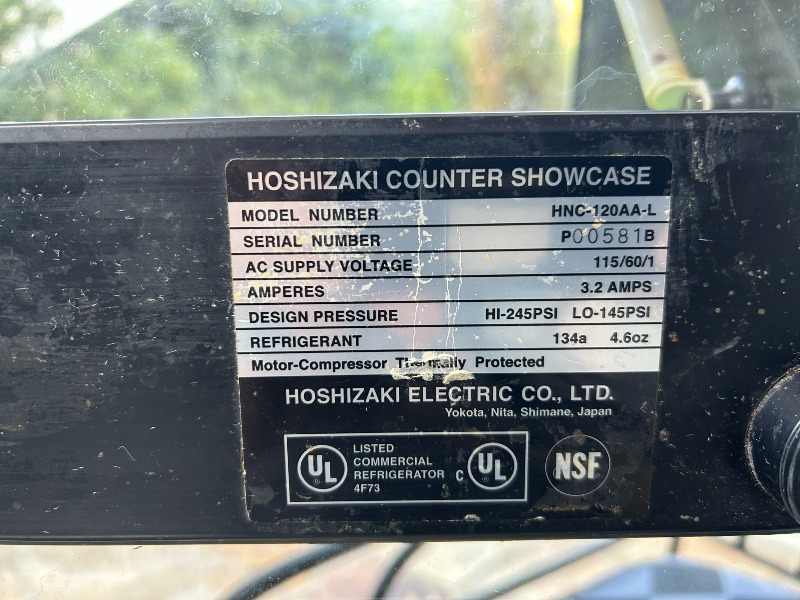 HOSHIZAKI COUNTER SHOWCASE
MODEL NUMBER HNC-120AA-L
SERIAL NUMBER P00581B
AC SUPPLY VOLTAGE 115/60/1
AMPERES 3.2 AMPS
DESIGN PRESSURE HI-245PSI LO-145PSI
REFRIGERANT 134a 4.6oz
Motor-Compressor Thermally Protected
HOSHIZAKI ELECTRIC CO., LTD.
Yokota, Nita, Shimane, Japan
UL ® LISTED
COMMERCIAL
REFRIGERATOR
4F73
C UL ®
NSF